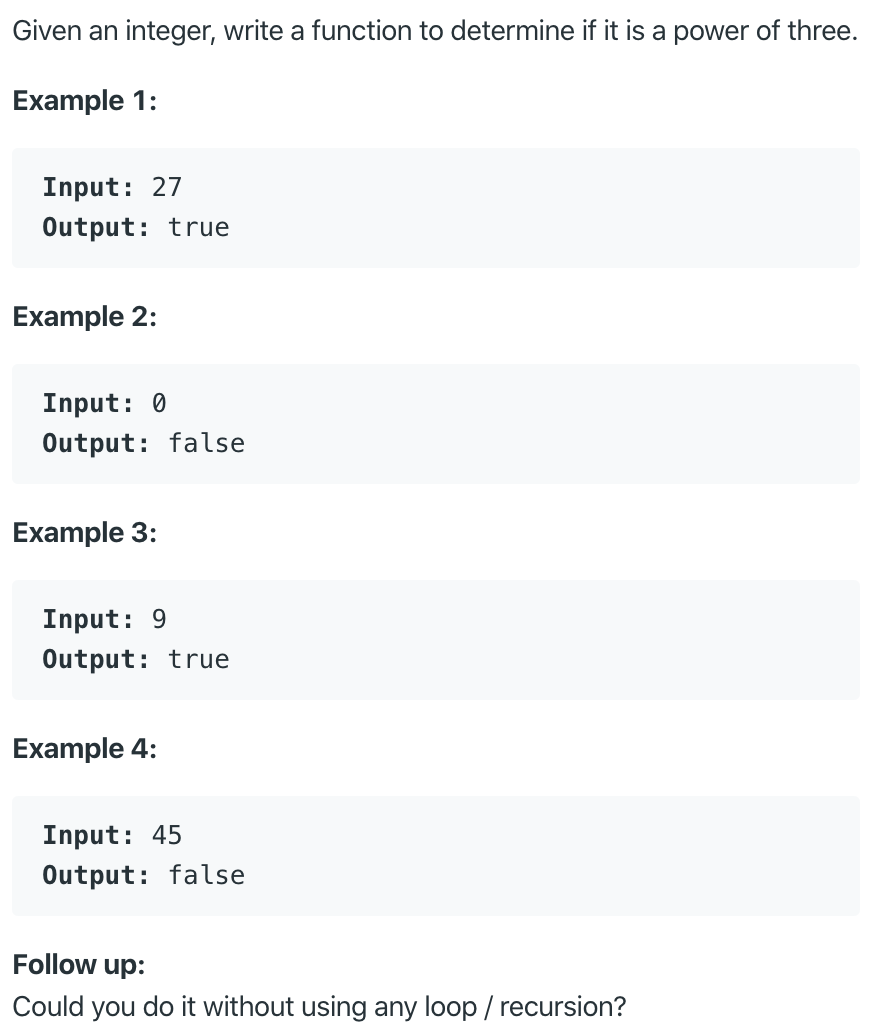 Given an integer, write a function to determine if it is a power of three.
Example 1:
Input: 27
Output: true
Example 2:
Input: 0
Output: false
Example 3:
Input: 9
Output: true
Example 4:
Input: 45
Output: false
Follow up:
Could you do it without using any loop / recursion?